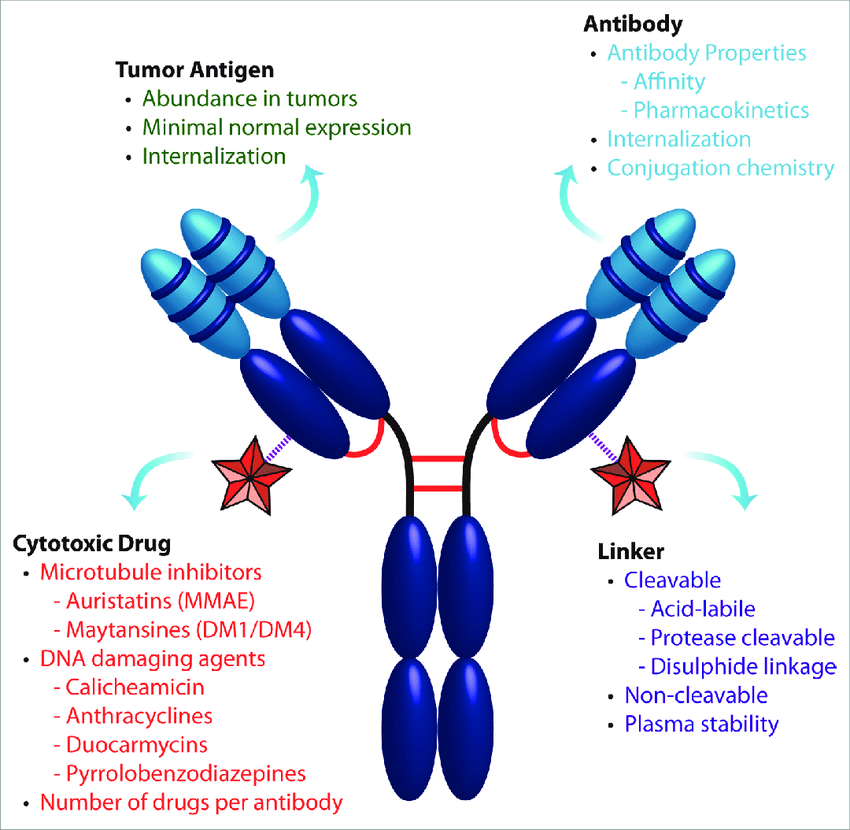 Tumor Antigen
• Abundance in tumors
• Minimal normal expression
• Internalization
Antibody
• Antibody Properties
- Affinity
- Pharmacokinetics
• Internalization
• Conjugation chemistry
Cytotoxic Drug
• Microtubule inhibitors
- Auristatins (MMAE)
- Maytansines (DM1/DM4)
• DNA damaging agents
- Calicheamicin
- Anthracyclines
- Duocarmycins
- Pyrrolobenzodiazepines
• Number of drugs per antibody
Linker
• Cleavable
- Acid-labile
- Protease cleavable
- Disulphide linkage
• Non-cleavable
• Plasma stability